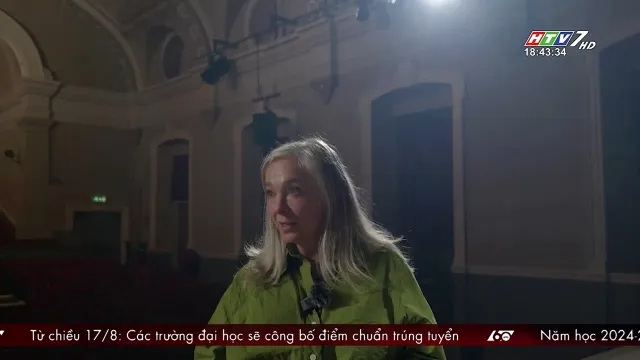 HTV7 HD
18:43:34
Từ chiều 17/8: Các trường đại học sẽ công bố điểm chuẩn trúng tuyển 60 Năm học 2024-